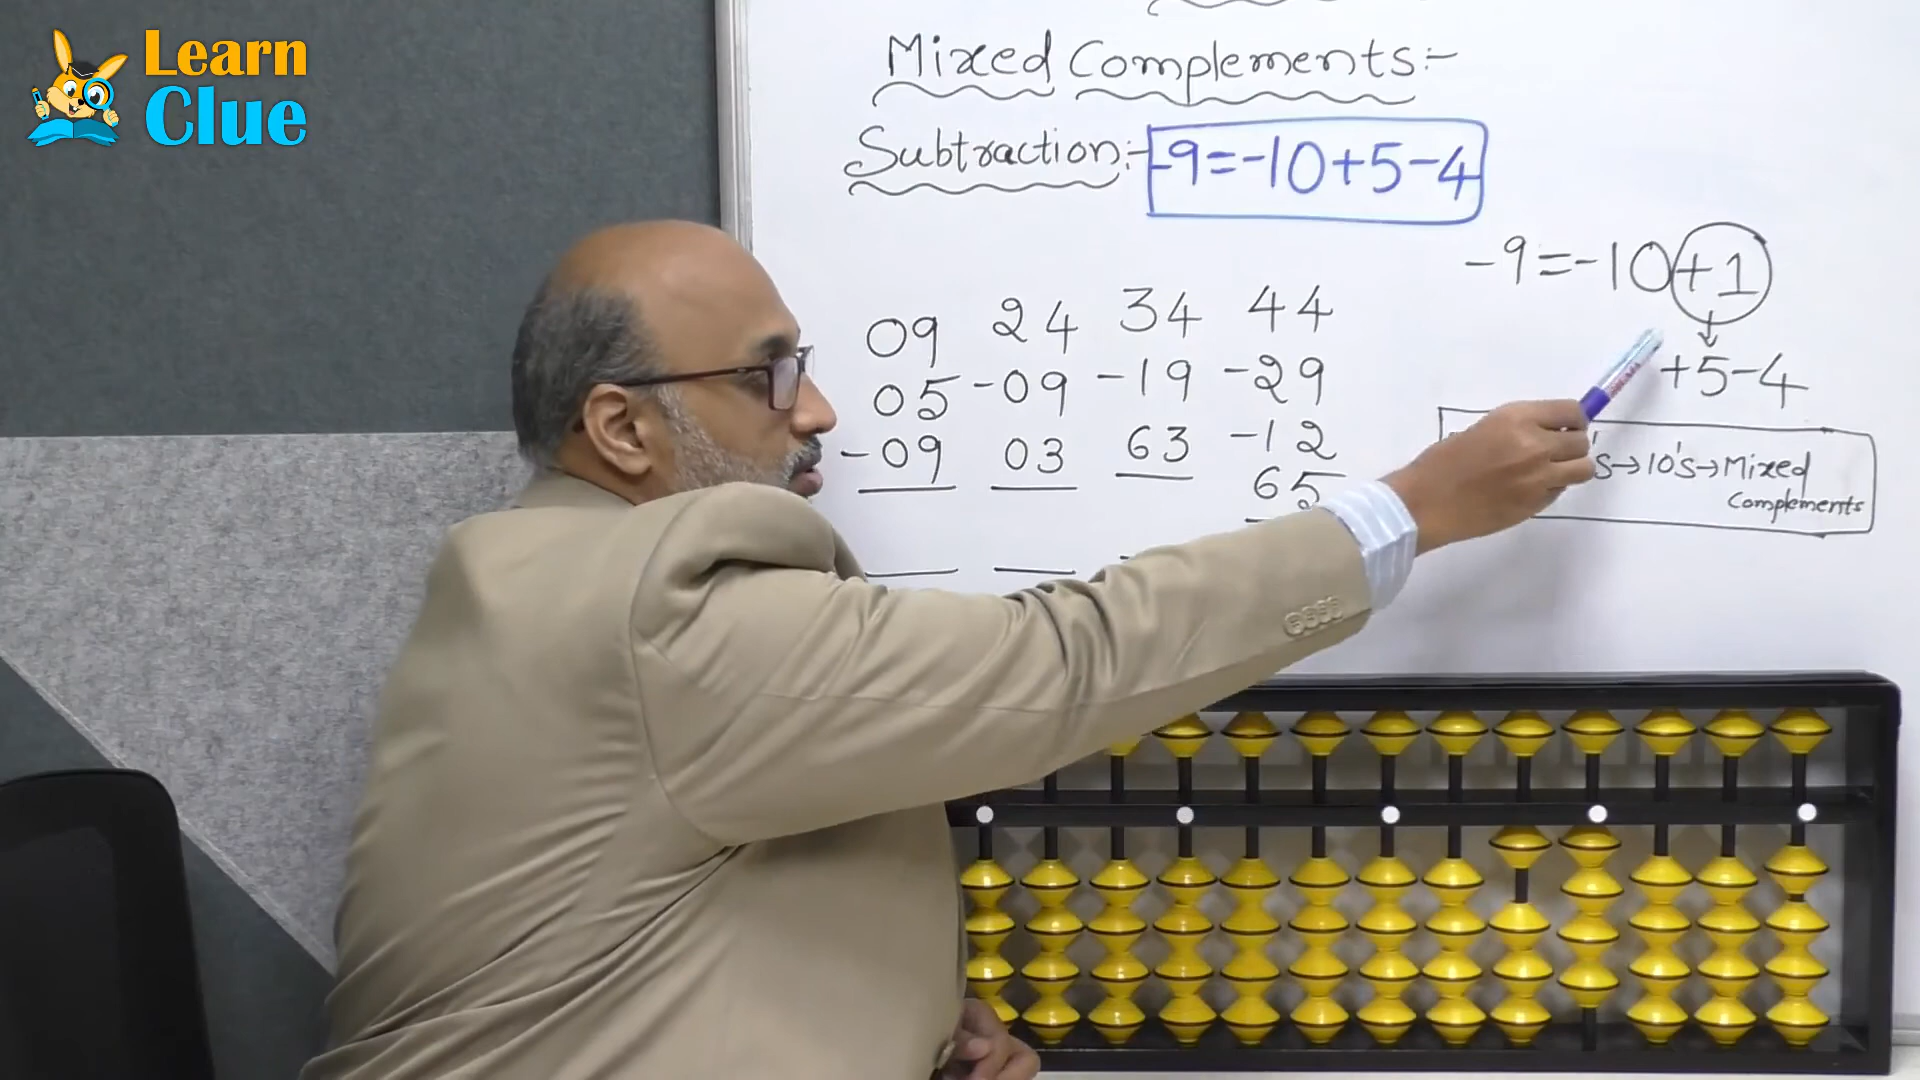 Learn
Clue
Mixed Complements:-
Subtraction:- -9=-10+5-4
-9=-10+1
+5-4
09 24 34 44
05 -09 -19 -29
-09 03 63 -12
65
's→10's→Mixed
Complements